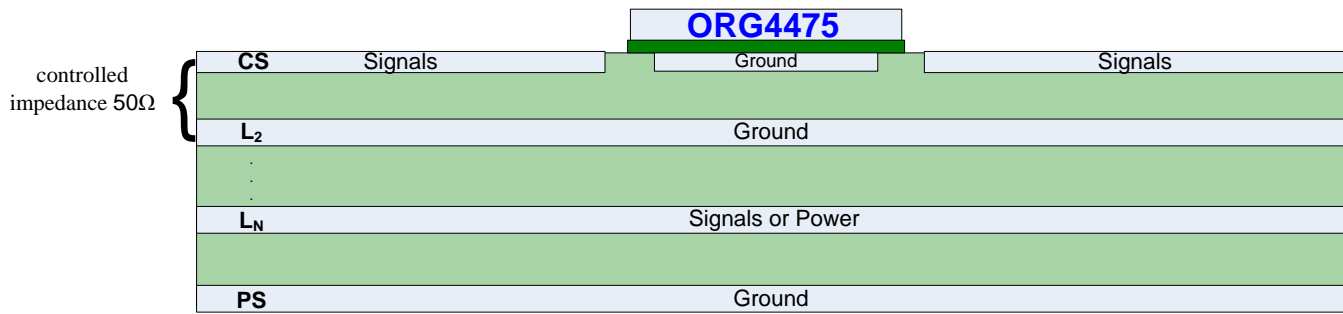 ORG4475
CS Signals Ground Signals
controlled
impedance 50Ω
{
L₂ Ground
.
.
.
L_N Signals or Power
PS Ground